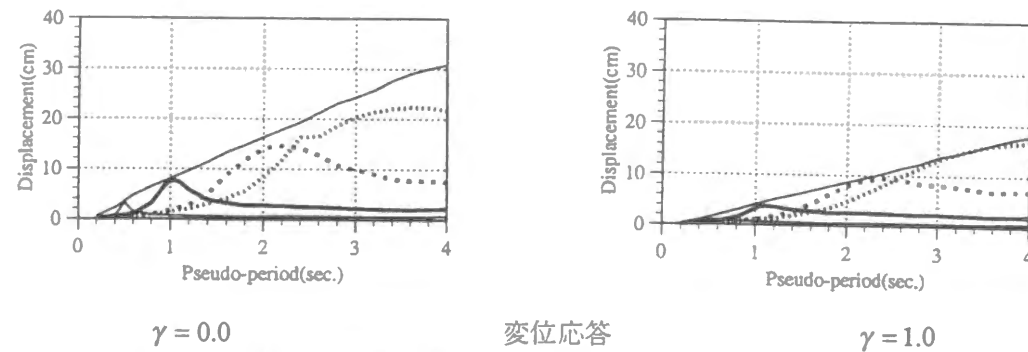 Displacement(cm)
40
30
20
10
0
0 1 2 3 4
Pseudo-period(sec.)
γ = 0.0
変位応答
Displacement(cm)
40
30
20
10
0
0 1 2 3 4
Pseudo-period(sec.)
γ = 1.0